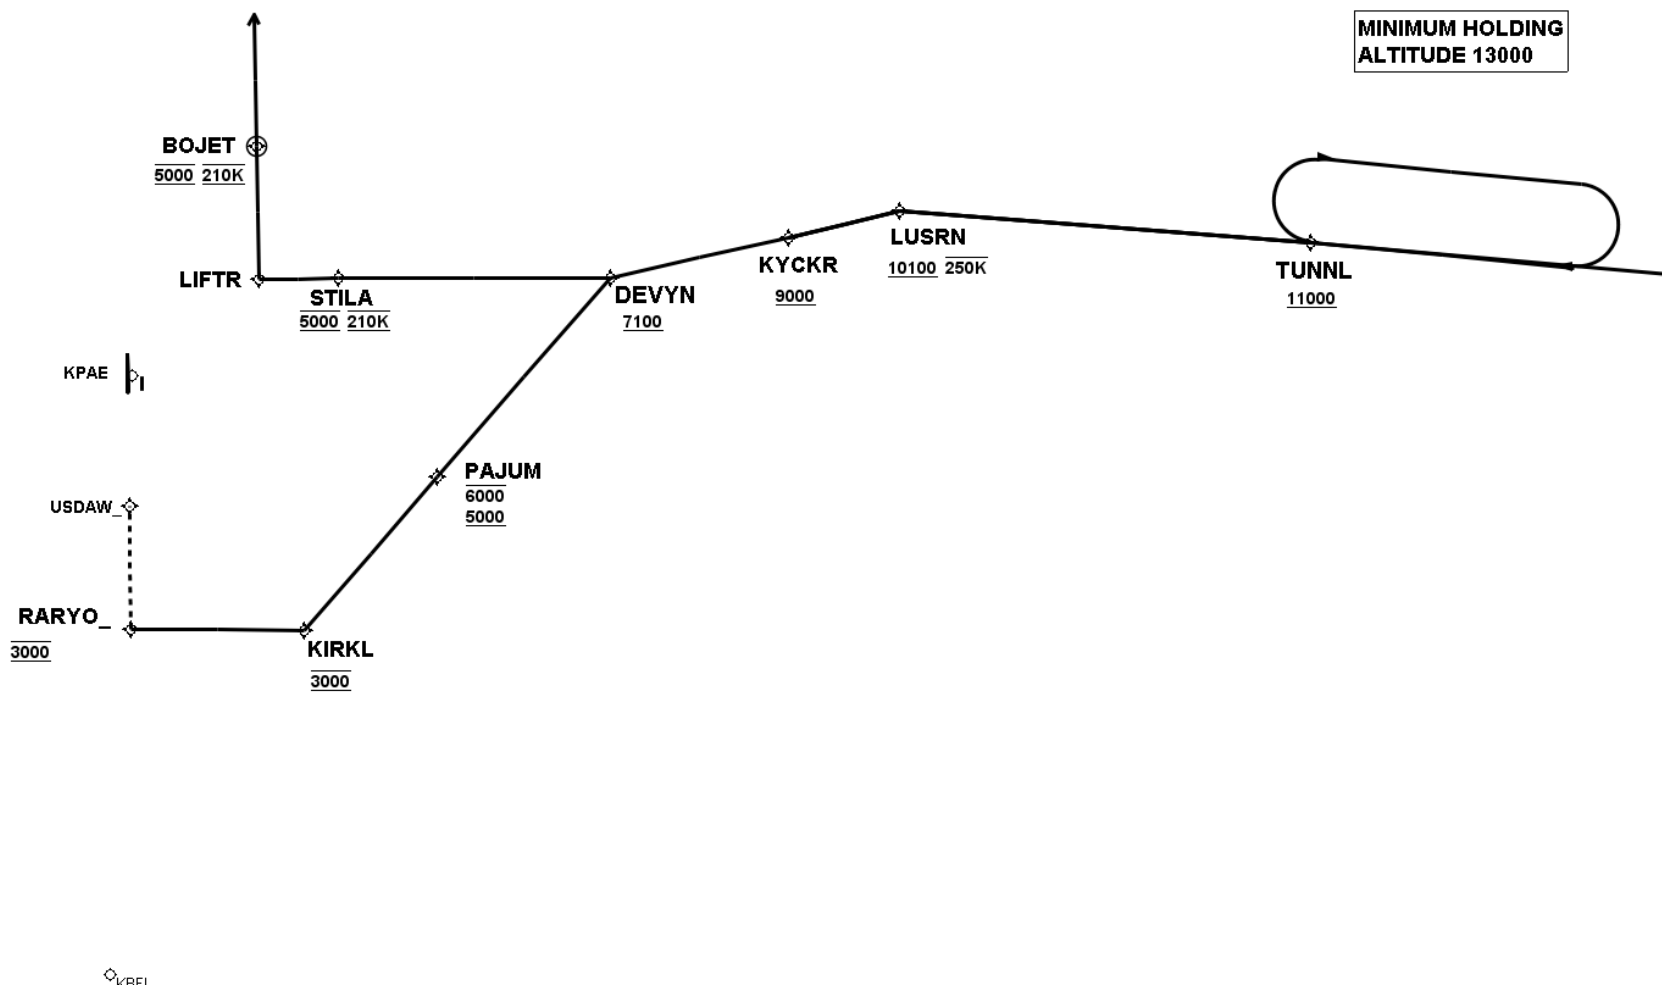 MINIMUM HOLDING
ALTITUDE 13000
BOJET
5000 210K
LUSRN
10100 250K
KYCKR
9000
TUNNL
11000
LIFTR
STILA
5000 210K
DEVYN
7100
KPAE
PAJUM
6000
5000
USDAW_
RARYO_
3000
KIRKL
3000